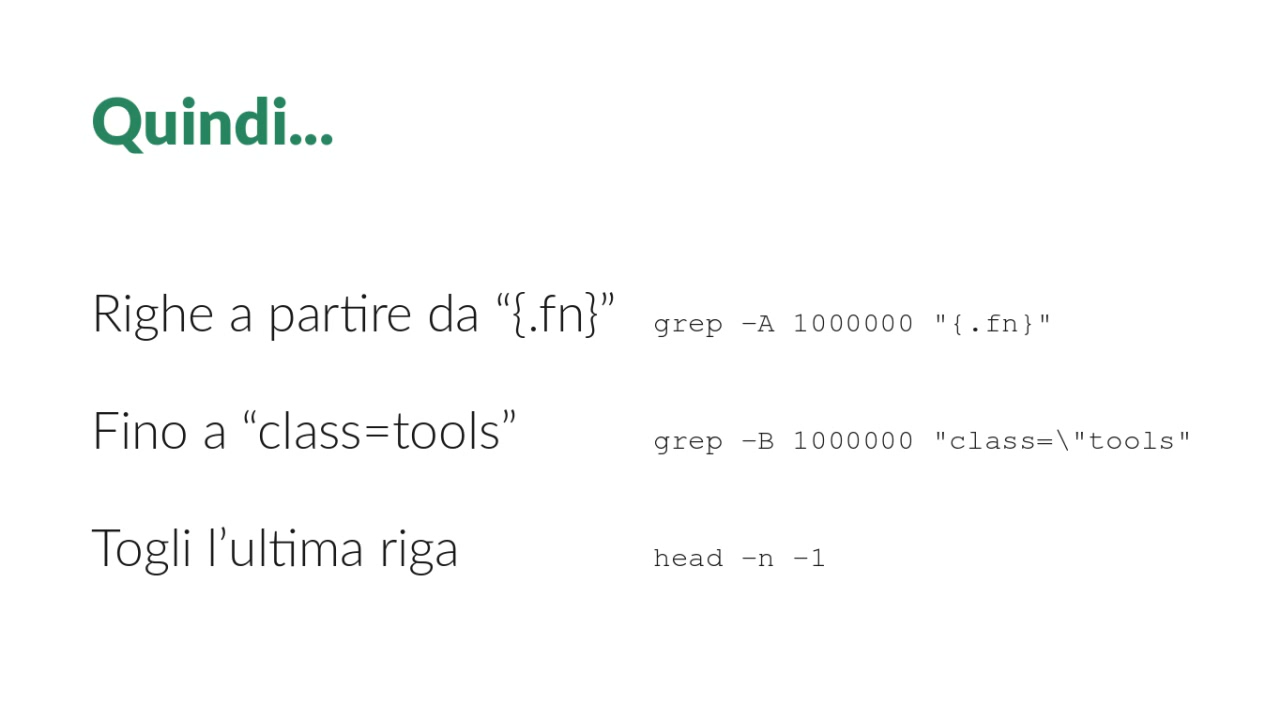 Quindi...
Righe a partire da “{.fn}” grep -A 1000000 "{.fn}"
Fino a “class=tools” grep -B 1000000 "class=\"tools"
Togli l’ultima riga head -n -1